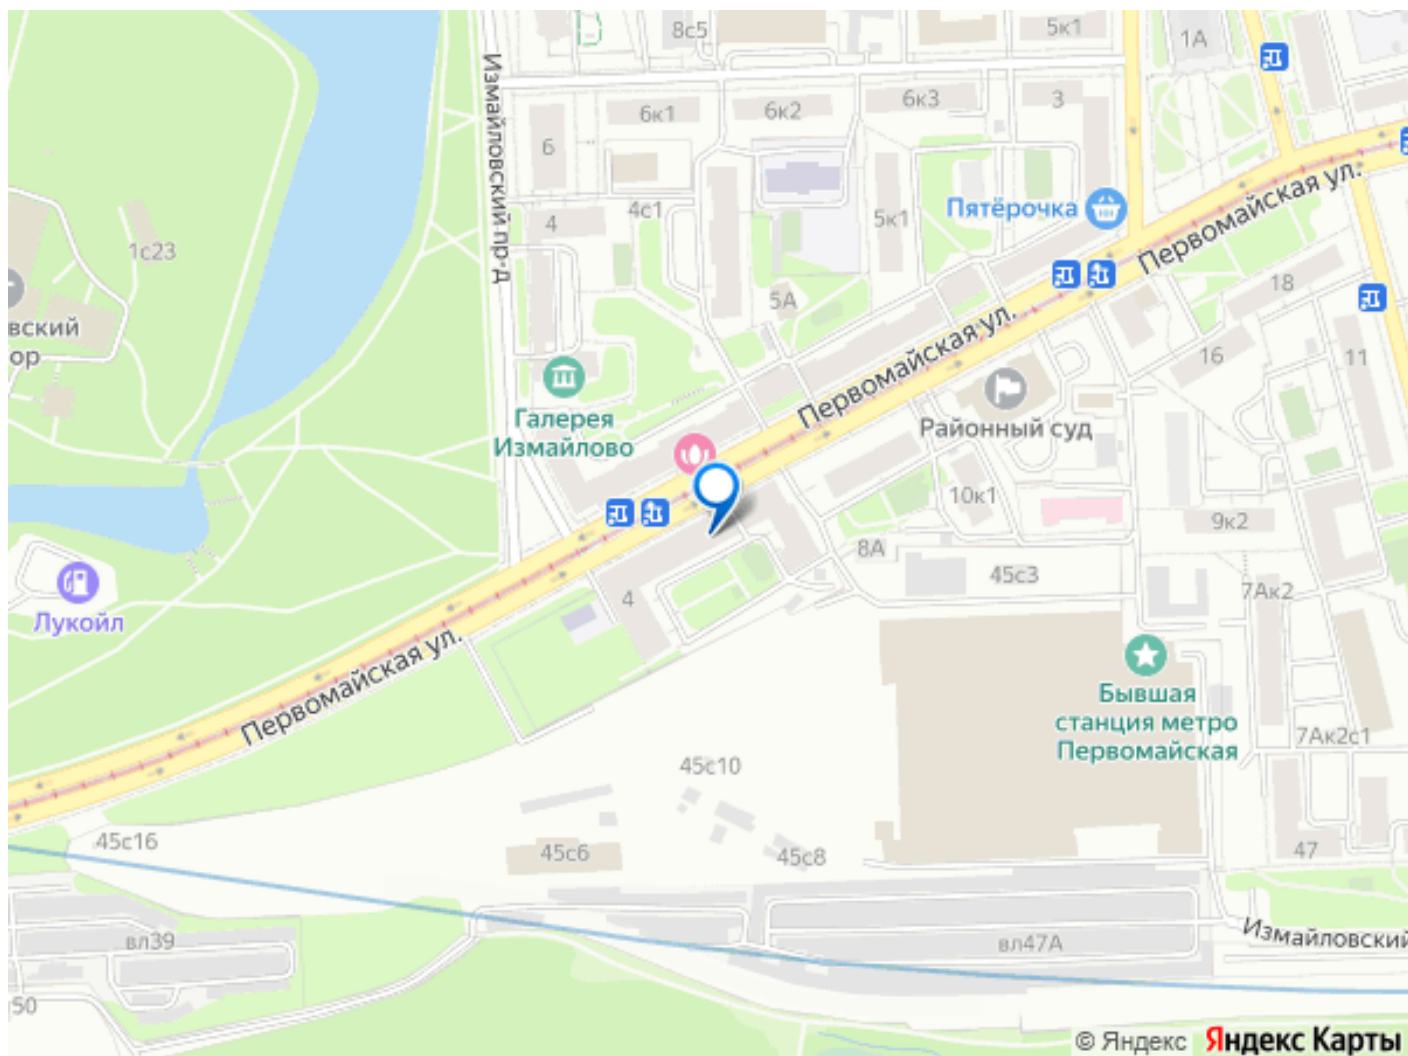 8с5
5к1
1А
Измайловский пр-д
6к1
6к2
6к3
3
6
4
4с1
5к1
Пятёрочка
Первомайская ул.
1с23
5А
18
вский
ор
Первомайская ул.
16
11
Галерея
Измайлово
Районный суд
10к1
9к2
8А
45с3
7Ак2
4
Лукойл
Первомайская ул.
Бывшая
станция метро
Первомайская
7Ак2с1
45с10
45с16
45с6
45с8
47
вл39
вл47А
Измайловский
50
© Яндекс Яндекс Карты